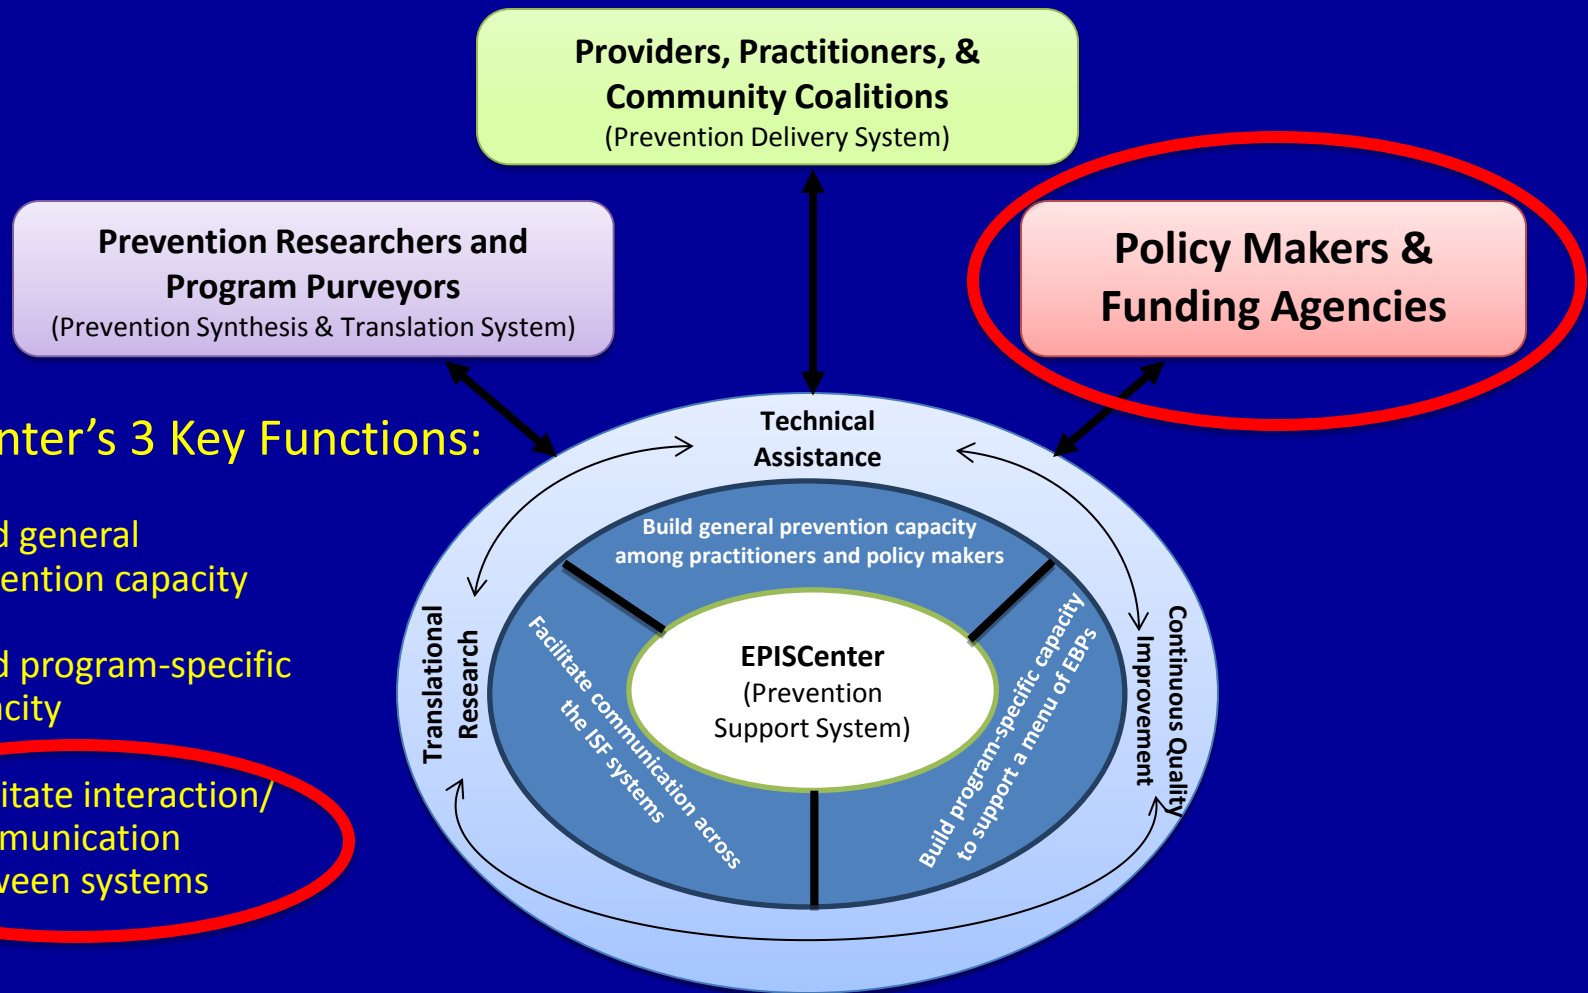 Providers, Practitioners, &
Community Coalitions
(Prevention Delivery System)
Prevention Researchers and
Program Purveyors
(Prevention Synthesis & Translation System)
Policy Makers &
Funding Agencies
nter’s 3 Key Functions:
d general
ention capacity
d program-specific
acity
itate interaction/
munication
ween systems
Technical
Assistance
Build general prevention capacity
among practitioners and policy makers
Translational
Research
Facilitate communication across
the ISF systems
EPISCenter
(Prevention
Support System)
Build program-specific capacity
to support a menu of EBPs
Continuous Quality
Improvement